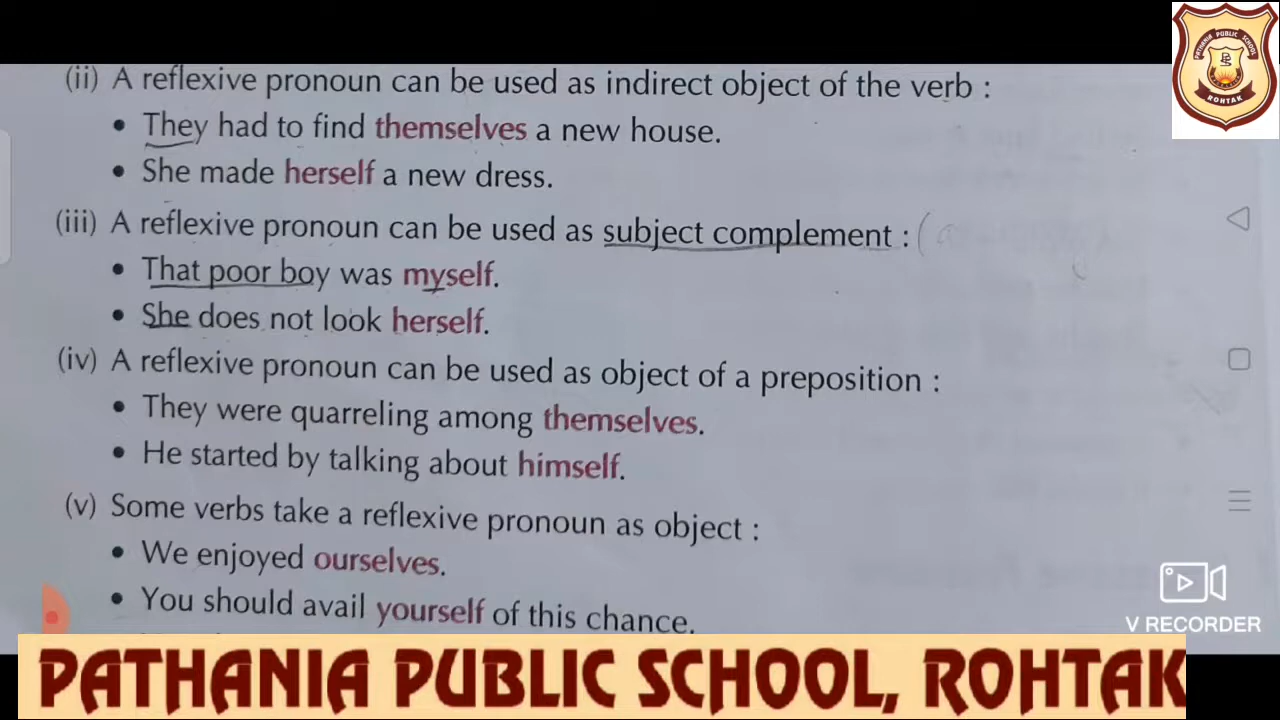 (ii) A reflexive pronoun can be used as indirect object of the verb :
• They had to find themselves a new house.
• She made herself a new dress.
(iii) A reflexive pronoun can be used as subject complement :
• That poor boy was myself.
• She does not look herself.
(iv) A reflexive pronoun can be used as object of a preposition :
• They were quarreling among themselves.
• He started by talking about himself.
(v) Some verbs take a reflexive pronoun as object :
• We enjoyed ourselves.
• You should avail yourself of this chance.
PATHANIA PUBLIC SCHOOL
ROHTAK
V RECORDER
PATHANIA PUBLIC SCHOOL, ROHTAK